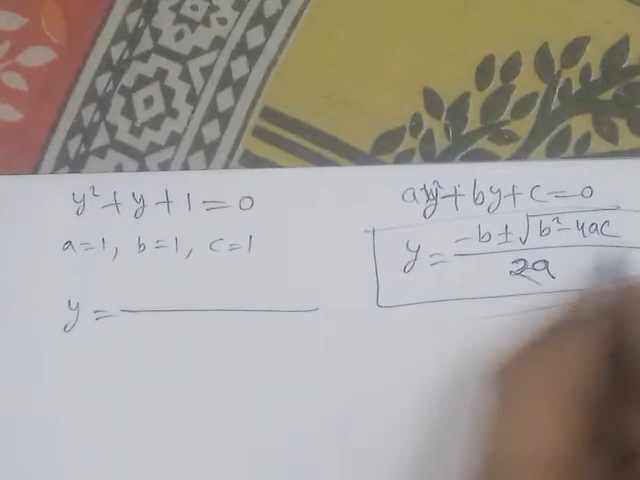 y² + y + 1 = 0
a=1, b=1, c=1
y =
ay² + by + c = 0
y = (-b ± √(b² - 4ac)) / 2a